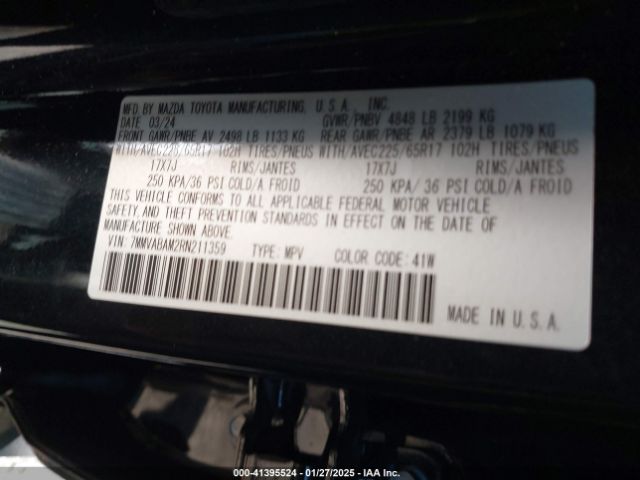 MFD BY MAZDA TOYOTA MANUFACTURING, U.S.A., INC.
DATE 03/24 GVWR/PNBV 4848 LB 2199 KG
FRONT GAWR/PNBE AV 2498 LB 1133 KG REAR GAWR/PNBE AR 2379 LB 1079 KG
WITH/AVEC225/65R17 102H TIRES/PNEUS WITH/AVEC225/65R17 102H TIRES/PNEUS
17X7J RIMS/JANTES 17X7J RIMS/JANTES
250 KPA/36 PSI COLD/A FROID 250 KPA/ 36 PSI COLD/A FROID
THIS VEHICLE CONFORMS TO ALL APPLICABLE FEDERAL MOTOR VEHICLE
SAFETY, AND THEFT PREVENTION STANDARDS IN EFFECT ON THE DATE OF
MANUFACTURE SHOWN ABOVE.
VIN: 7MMVABAM2RN211359 TYPE: MPV COLOR CODE: 41W
MADE IN U.S.A.
000-41395524 | 01/27/2025 - IAA Inc.